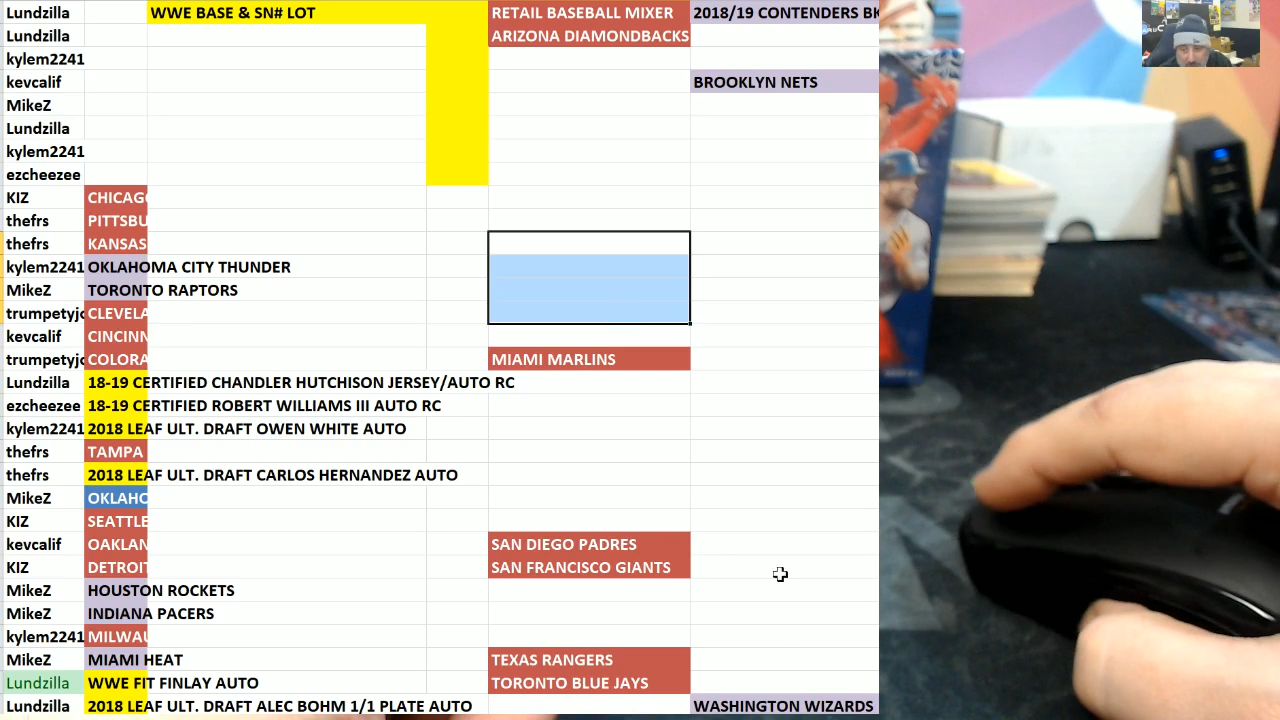 Lundzilla WWE BASE & SN# LOT RETAIL BASEBALL MIXER 2018/19 CONTENDERS BK
Lundzilla ARIZONA DIAMONDBACKS
kylem2241
kevcalif BROOKLYN NETS
MikeZ
Lundzilla
kylem2241
ezcheezee
KIZ CHICAG
thefrs PITTSBU
thefrs KANSAS
kylem2241 OKLAHOMA CITY THUNDER
MikeZ TORONTO RAPTORS
trumpetyjo CLEVELA
kevcalif CINCINN
trumpetyjo COLORA MIAMI MARLINS
Lundzilla 18-19 CERTIFIED CHANDLER HUTCHISON JERSEY/AUTO RC
ezcheezee 18-19 CERTIFIED ROBERT WILLIAMS III AUTO RC
kylem2241 2018 LEAF ULT. DRAFT OWEN WHITE AUTO
thefrs TAMPA
thefrs 2018 LEAF ULT. DRAFT CARLOS HERNANDEZ AUTO
MikeZ OKLAHO
KIZ SEATTLE
kevcalif OAKLAN SAN DIEGO PADRES
KIZ DETROIT SAN FRANCISCO GIANTS
MikeZ HOUSTON ROCKETS
MikeZ INDIANA PACERS
kylem2241 MILWAU
MikeZ MIAMI HEAT TEXAS RANGERS
Lundzilla WWE FIT FINLAY AUTO TORONTO BLUE JAYS
Lundzilla 2018 LEAF ULT. DRAFT ALEC BOHM 1/1 PLATE AUTO WASHINGTON WIZARDS